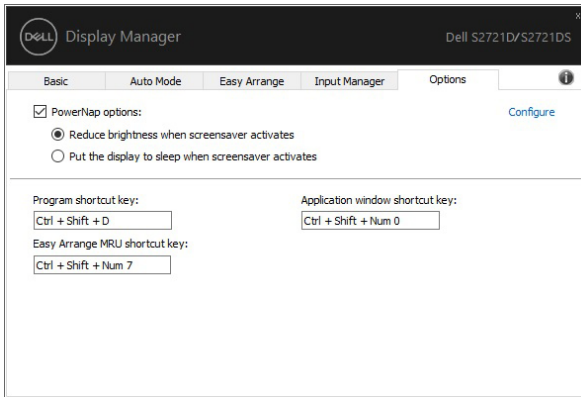 x
DELL Display Manager
Dell S2721D/S2721DS
Basic Auto Mode Easy Arrange Input Manager Options i
PowerNap options: Configure
Reduce brightness when screensaver activates
Put the display to sleep when screensaver activates
Program shortcut key: Application window shortcut key:
Ctrl + Shift + D Ctrl + Shift + Num 0
Easy Arrange MRU shortcut key:
Ctrl + Shift + Num 7